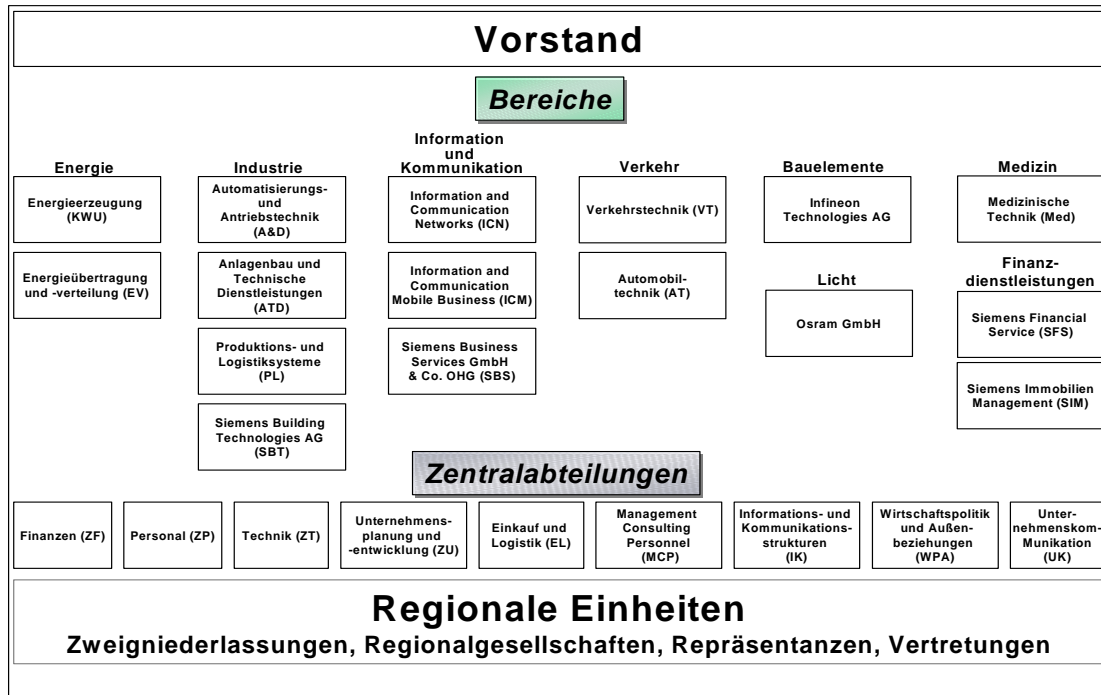 Vorstand
Bereiche
Energie
Energieerzeugung
(KWU)
Energieübertragung
und -verteilung (EV)
Industrie
Automatisierungs-
und
Antriebstechnik
(A&D)
Anlagenbau und
Technische
Dienstleistungen
(ATD)
Produktions- und
Logistiksysteme
(PL)
Siemens Building
Technologies AG
(SBT)
Information
und
Kommunikation
Information and
Communication
Networks (ICN)
Information and
Communication
Mobile Business (ICM)
Siemens Business
Services GmbH
& Co. OHG (SBS)
Verkehr
Verkehrstechnik (VT)
Automobil-
technik (AT)
Bauelemente
Infineon
Technologies AG
Licht
Osram GmbH
Medizin
Medizinische
Technik (Med)
Finanz-
dienstleistungen
Siemens Financial
Service (SFS)
Siemens Immobilien
Management (SIM)
Zentralabteilungen
Finanzen (ZF)
Personal (ZP)
Technik (ZT)
Unternehmens-
planung und
-entwicklung (ZU)
Einkauf und
Logistik (EL)
Management
Consulting
Personnel
(MCP)
Informations- und
Kommunikations-
strukturen
(IK)
Wirtschaftspolitik
und Außen-
beziehungen
(WPA)
Unter-
nehmenskom-
Munikation
(UK)
Regionale Einheiten
Zweigniederlassungen, Regionalgesellschaften, Repräsentanzen, Vertretungen